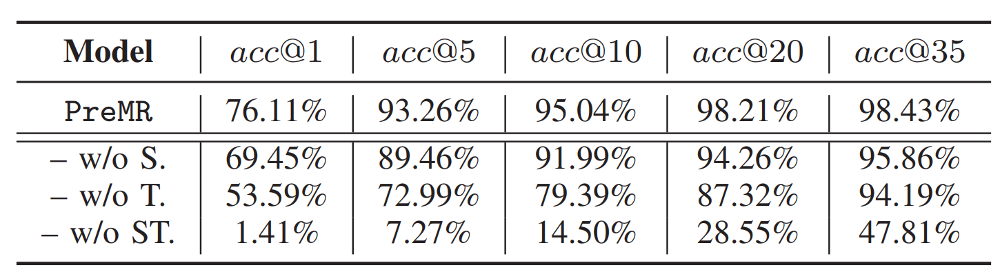 Model acc@1 acc@5 acc@10 acc@20 acc@35
PreMR 76.11% 93.26% 95.04% 98.21% 98.43%
– w/o S. 69.45% 89.46% 91.99% 94.26% 95.86%
– w/o T. 53.59% 72.99% 79.39% 87.32% 94.19%
– w/o ST. 1.41% 7.27% 14.50% 28.55% 47.81%